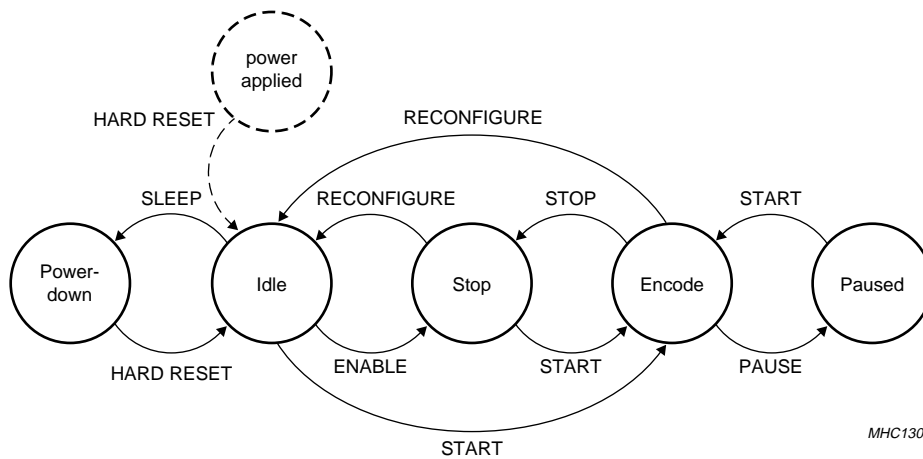 power
applied
HARD RESET
RECONFIGURE
SLEEP
RECONFIGURE
STOP
START
Power-
down
Idle
Stop
Encode
Paused
HARD RESET
ENABLE
START
PAUSE
START
MHC130